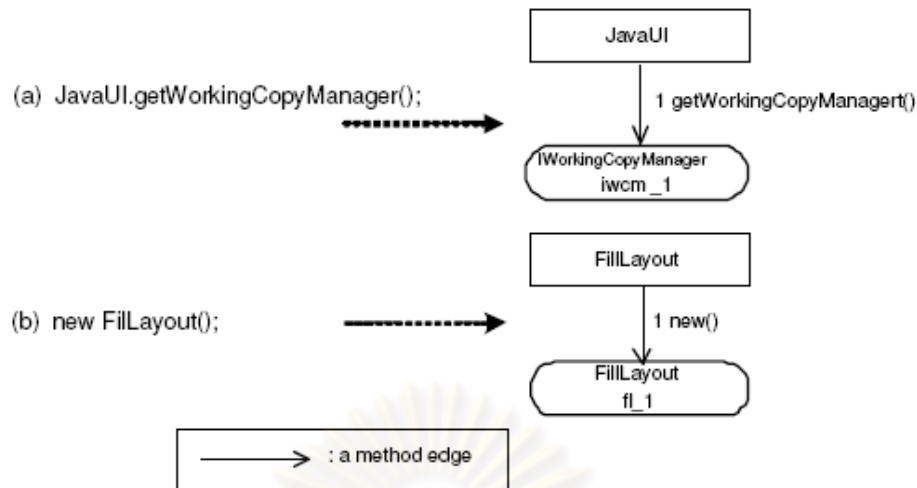 JavaUI
(a) JavaUI.getWorkingCopyManager();
1 getWorkingCopyManagert()
IWorkingCopyManager
iwcm _1
FillLayout
(b) new FilLayout();
1 new()
FillLayout
fl_1
: a method edge